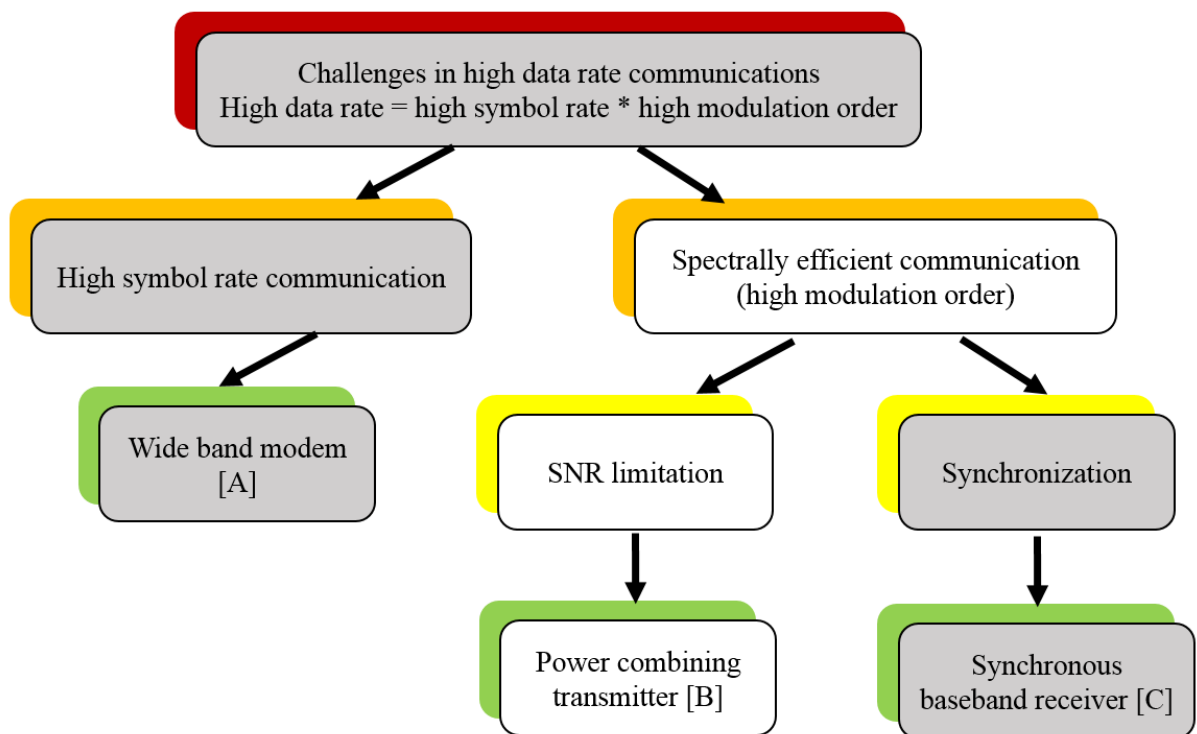 Challenges in high data rate communications
High data rate = high symbol rate * high modulation order
High symbol rate communication
Spectrally efficient communication
(high modulation order)
Wide band modem
[A]
SNR limitation
Synchronization
Power combining
transmitter [B]
Synchronous
baseband receiver [C]